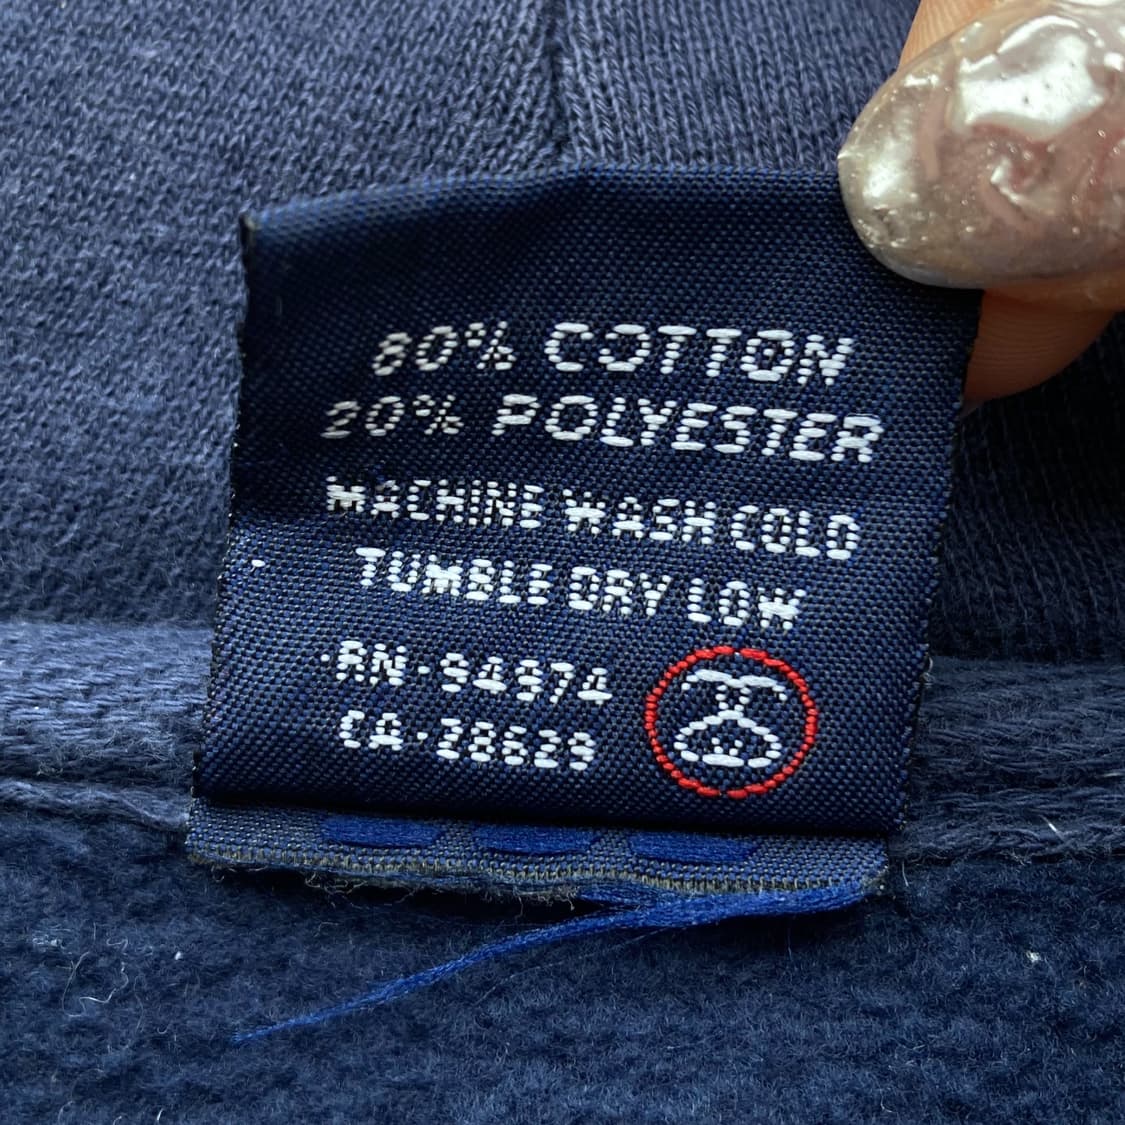 80% COTTON
20% POLYESTER
MACHINE WASH COLD
TUMBLE DRY LOW
·RN·94974
CA·28629